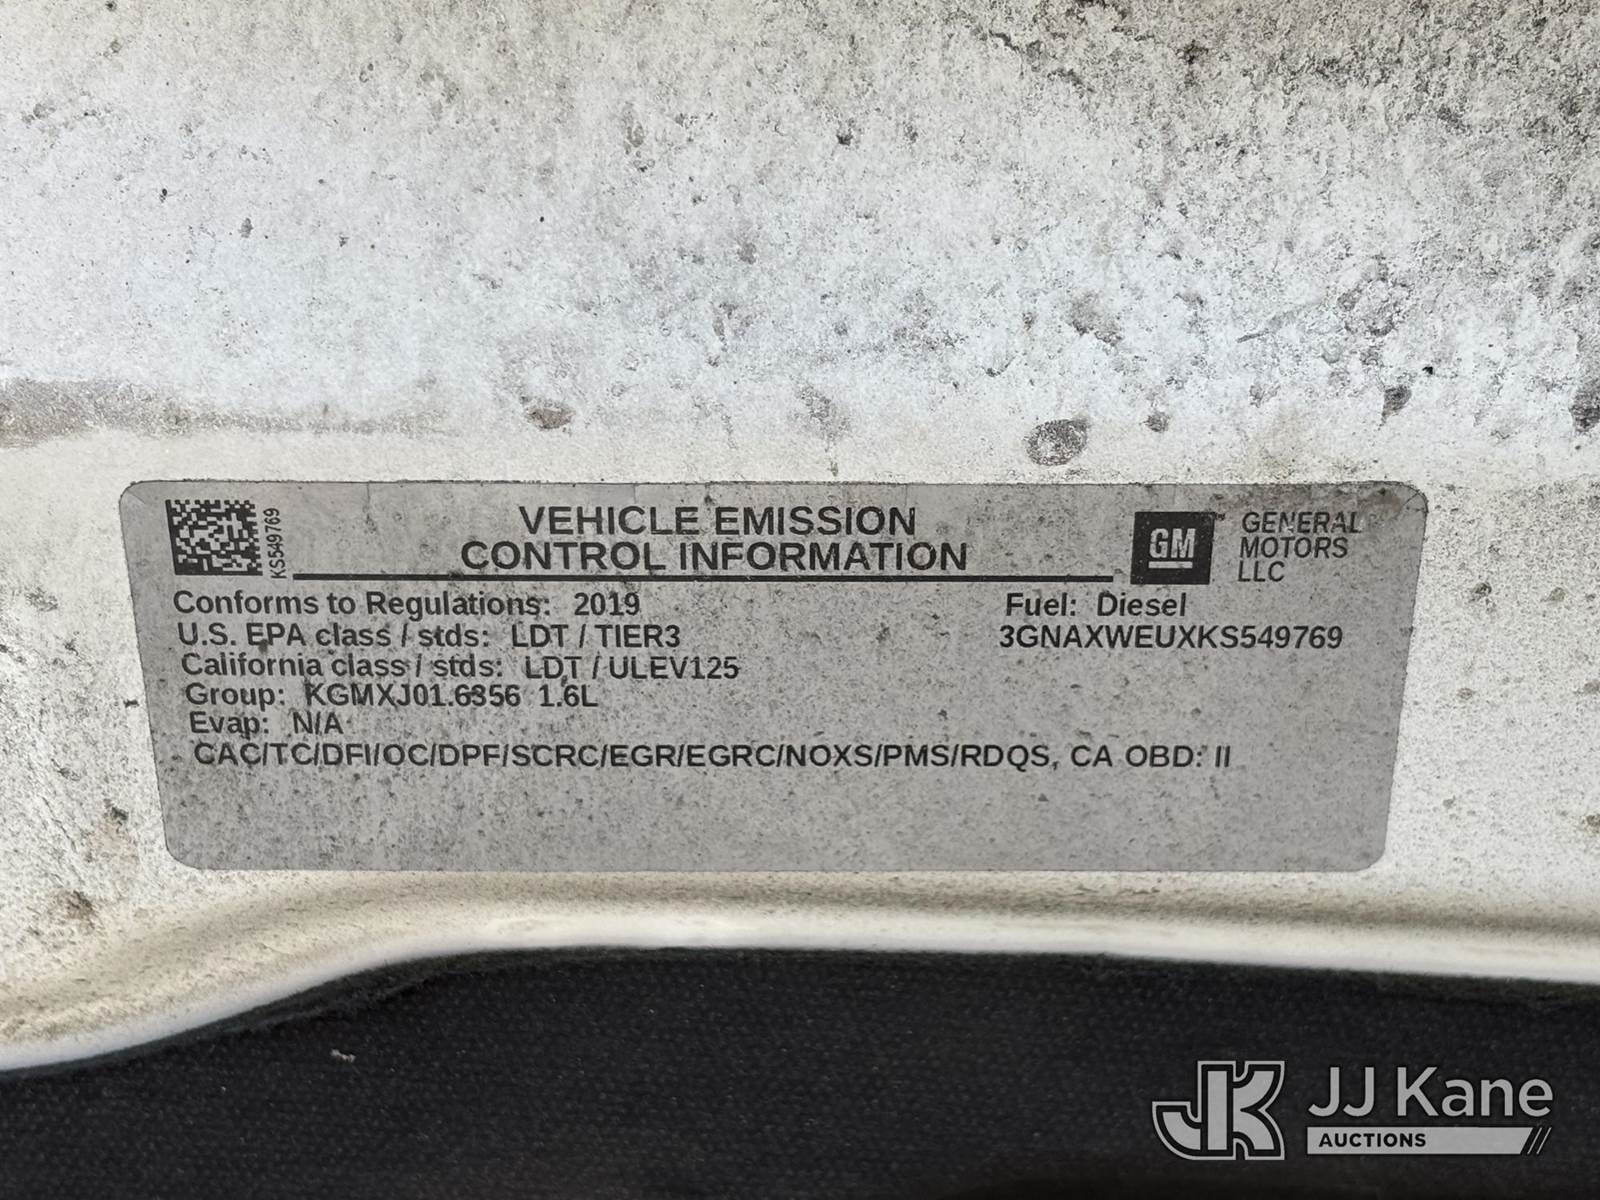 KS549769
VEHICLE EMISSION
CONTROL INFORMATION
GM
GENERAL
MOTORS
LLC
Conforms to Regulations: 2019
Fuel: Diesel
U.S. EPA class / stds: LDT / TIER3
3GNAXWEUXKS549769
California class / stds: LDT / ULEV125
Group: KGMXJ01.6356 1.6L
Evap: N/A
CAC/TC/DFI/OC/DPF/SCRC/EGR/EGRC/NOXS/PMS/RDQS, CA OBD: II
JK
JJ Kane
AUCTIONS